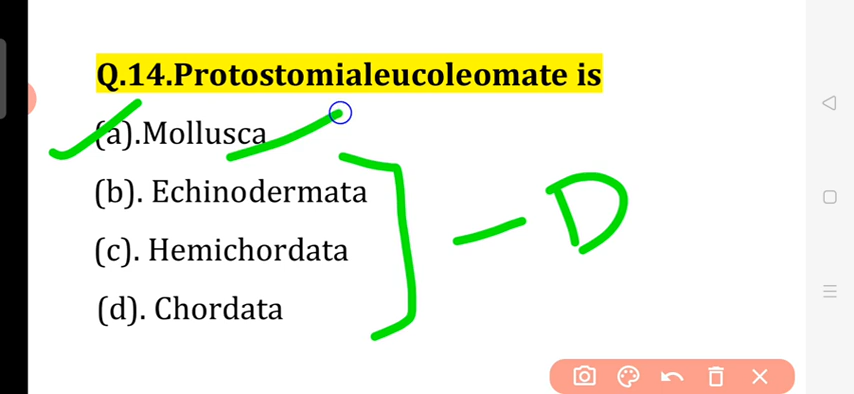 Q.14.Protostomialeucoleomate is
(a).Mollusca
(b). Echinodermata
(c). Hemichordata
(d). Chordata
D